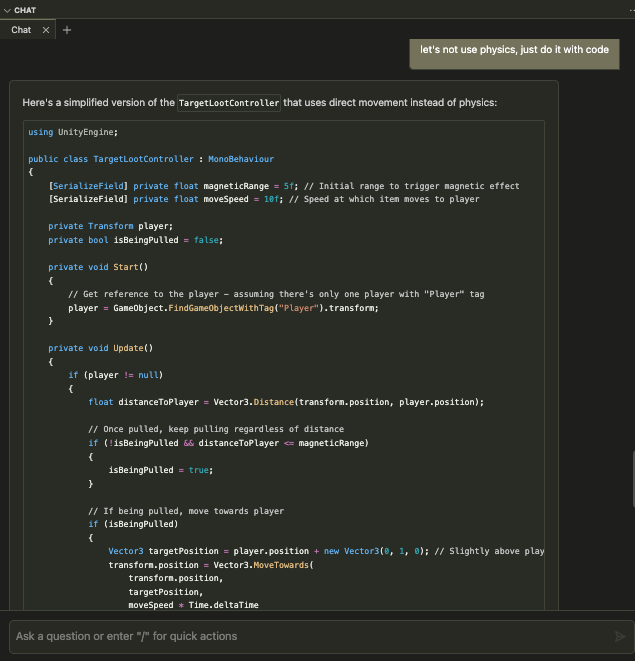 CHAT
Chat
let's not use physics, just do it with code
Here's a simplified version of the TargetLootController that uses direct movement instead of physics:
using UnityEngine;
public class TargetLootController : MonoBehaviour
{
[SerializeField] private float magneticRange = 5f; // Initial range to trigger magnetic effect
[SerializeField] private float moveSpeed = 10f; // Speed at which item moves to player
private Transform player;
private bool isBeingPulled = false;
private void Start()
{
// Get reference to the player – assuming there's only one player with "Player" tag
player = GameObject.FindGameObjectWithTag("Player").transform;
}
private void Update()
{
if (player != null)
{
float distanceToPlayer = Vector3.Distance(transform.position, player.position);
// Once pulled, keep pulling regardless of distance
if (!isBeingPulled && distanceToPlayer <= magneticRange)
{
isBeingPulled = true;
}
// If being pulled, move towards player
if (isBeingPulled)
{
Vector3 targetPosition = player.position + new Vector3(0, 1, 0); // Slightly above play
transform.position = Vector3.MoveTowards(
transform.position,
targetPosition,
moveSpeed * Time.deltaTime
Ask a question or enter "/" for quick actions